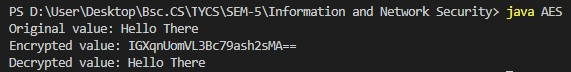 PS D:\User\Desktop\Bsc.CS\TYCS\SEM-5\Information and Network Security> java AES
Original value: Hello There
Encrypted value: IGXqnUomVL3Bc79ash2sMA==
Decrypted value: Hello There